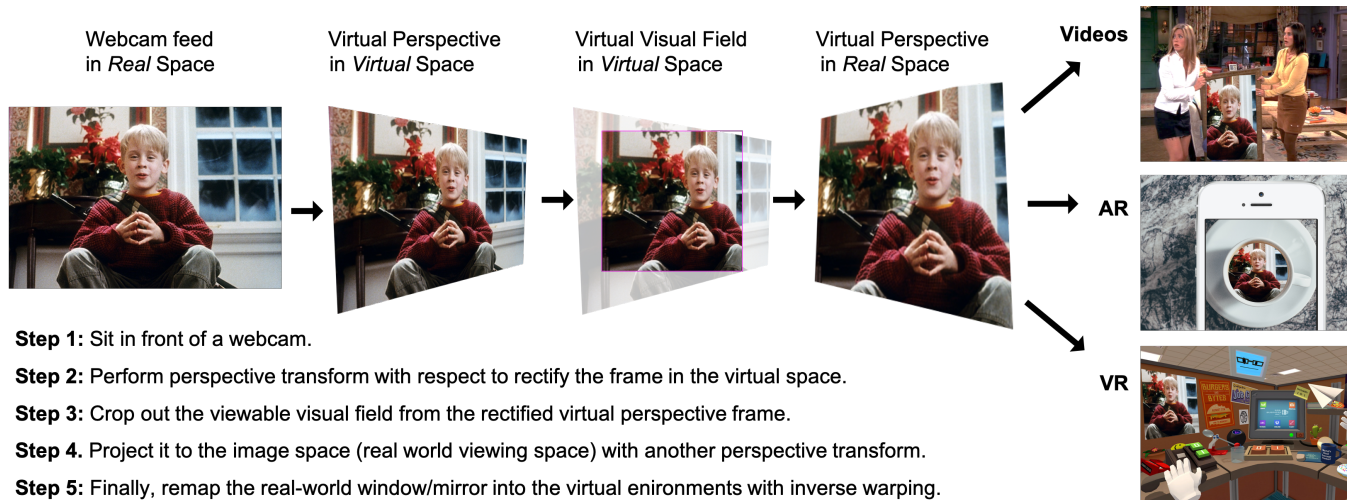 Webcam feed
in Real Space
Virtual Perspective
in Virtual Space
Virtual Visual Field
in Virtual Space
Virtual Perspective
in Real Space
Videos
AR
VR
Step 1: Sit in front of a webcam.
Step 2: Perform perspective transform with respect to rectify the frame in the virtual space.
Step 3: Crop out the viewable visual field from the rectified virtual perspective frame.
Step 4. Project it to the image space (real world viewing space) with another perspective transform.
Step 5: Finally, remap the real-world window/mirror into the virtual enironments with inverse warping.